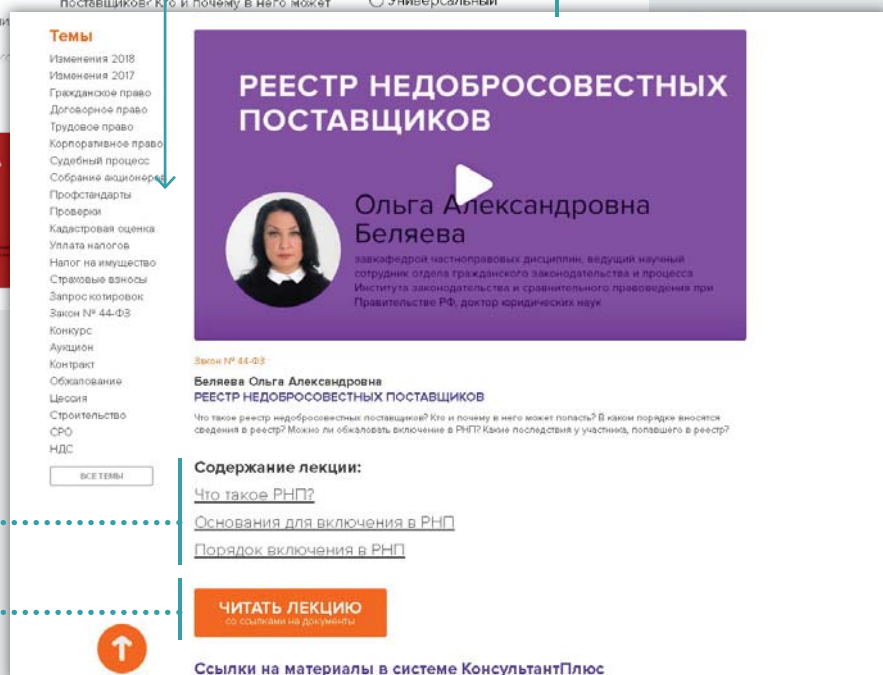 поставщиков? Кто и почему в него может
Универсальный
Темы
Изменения 2018
Изменения 2017
Гражданское право
Договорное право
Трудовое право
Корпоративное право
Судебный процесс
Собрание акционеров
Профстандарты
Проверки
Кадастровая оценка
Уплата налогов
Налог на имущество
Страховые взносы
Запрос котировок
Закон № 44-ФЗ
Конкурс
Аукцион
Контракт
Обжалование
Цессия
Строительство
СРО
НДС
ВСЕ ТЕМЫ
РЕЕСТР НЕДОБРОСОВЕСТНЫХ
ПОСТАВЩИКОВ
Ольга Александровна
Беляева
завкафедрой частноправовых дисциплин, ведущий научный
сотрудник отдела гражданского законодательства и процесса
Института законодательства и сравнительного правоведения при
Правительстве РФ, доктор юридических наук
Закон № 44-ФЗ
Беляева Ольга Александровна
РЕЕСТР НЕДОБРОСОВЕСТНЫХ ПОСТАВЩИКОВ
Что такое реестр недобросовестных поставщиков? Кто и почему в него может попасть? В каком порядке вносятся
сведения в реестр? Можно ли обжаловать включение в РНП? Какие последствия у участника, попавшего в реестр?
Содержание лекции:
Что такое РНП?
Основания для включения в РНП
Порядок включения в РНП
ЧИТАТЬ ЛЕКЦИЮ
со ссылками на документы
Ссылки на материалы в системе КонсультантПлюс